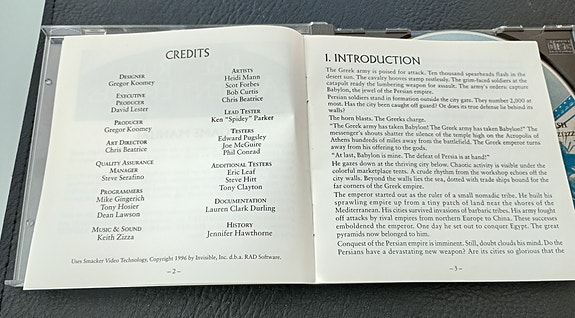 CREDITS
DESIGNER
Gregor Koomey
EXECUTIVE
PRODUCER
David Lester
PRODUCER
Gregor Koomey
ART DIRECTOR
Chris Beatrice
QUALITY ASSURANCE
MANAGER
Steve Serafino
PROGRAMMERS
Mike Gingerich
Tony Hosier
Dean Lawson
MUSIC & SOUND
Keith Zizza
ARTISTS
Heidi Mann
Scot Forbes
Bob Curtis
Chris Beatrice
LEAD TESTER
Ken "Spidey" Parker
TESTERS
Edward Pugsley
Joe McGuire
Phil Conrad
ADDITIONAL TESTERS
Eric Leaf
Steve Hitt
Tony Clayton
DOCUMENTATION
Lauren Clark Durling
HISTORY
Jennifer Hawthorne
Uses Smacker Video Technology, Copyright 1996 by Invisible, Inc. d.b.a. RAD Software.
–2–
I. INTRODUCTION
The Greek army is poised for attack. Ten thousand spearheads flash in the
desert sun. The cavalry hooves stamp restlessly. The grim-faced soldiers at the
catapult ready the lumbering weapon for assault. The army's orders: capture
Babylon, the jewel of the Persian empire.
Persian soldiers stand in formation outside the city gate. They number 2,000 at
most. Has the city been caught off guard? Or does its true defense lie behind its
walls?
The horn blasts. The Greeks charge.
"The Greek army has taken Babylon! The Greek army has taken Babylon!" The
messenger's shouts shatter the silence of the temple high on the Acropolis of
Athens hundreds of miles away from the battlefield. The Greek emperor turns
away from his offering to the gods.
"At last, Babylon is mine. The defeat of Persia is at hand!"
He gazes down at the thriving city below. Chaotic activity is visible under the
colorful marketplace tents. A crude rhythm from the workshop echoes off the
city walls. Beyond the walls lies the sea, dotted with trade ships bound for the
far corners of the Greek empire.
The emperor started out as the ruler of a small nomadic tribe. He built his
sprawling empire up from a tiny patch of land near the shores of the
Mediterranean. His cities survived invasions of barbaric tribes. His army fought
off attacks by rival empires from northern Europe to China. These successes
emboldened the emperor. One day he set out to conquer Egypt. The great
pyramids now belonged to him.
Conquest of the Persian empire is imminent. Still, doubt clouds his mind. Do the
Persians have a devastating new weapon? Are its cities so glorious that the
–3–